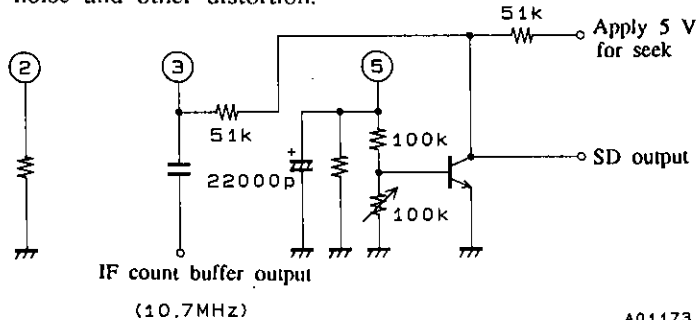 noise and other distortion.
51k
Apply 5 V
for seek
2
3
5
51k
100k
+
22000p
SD output
100k
IF count buffer output
(10.7MHz)
A01173